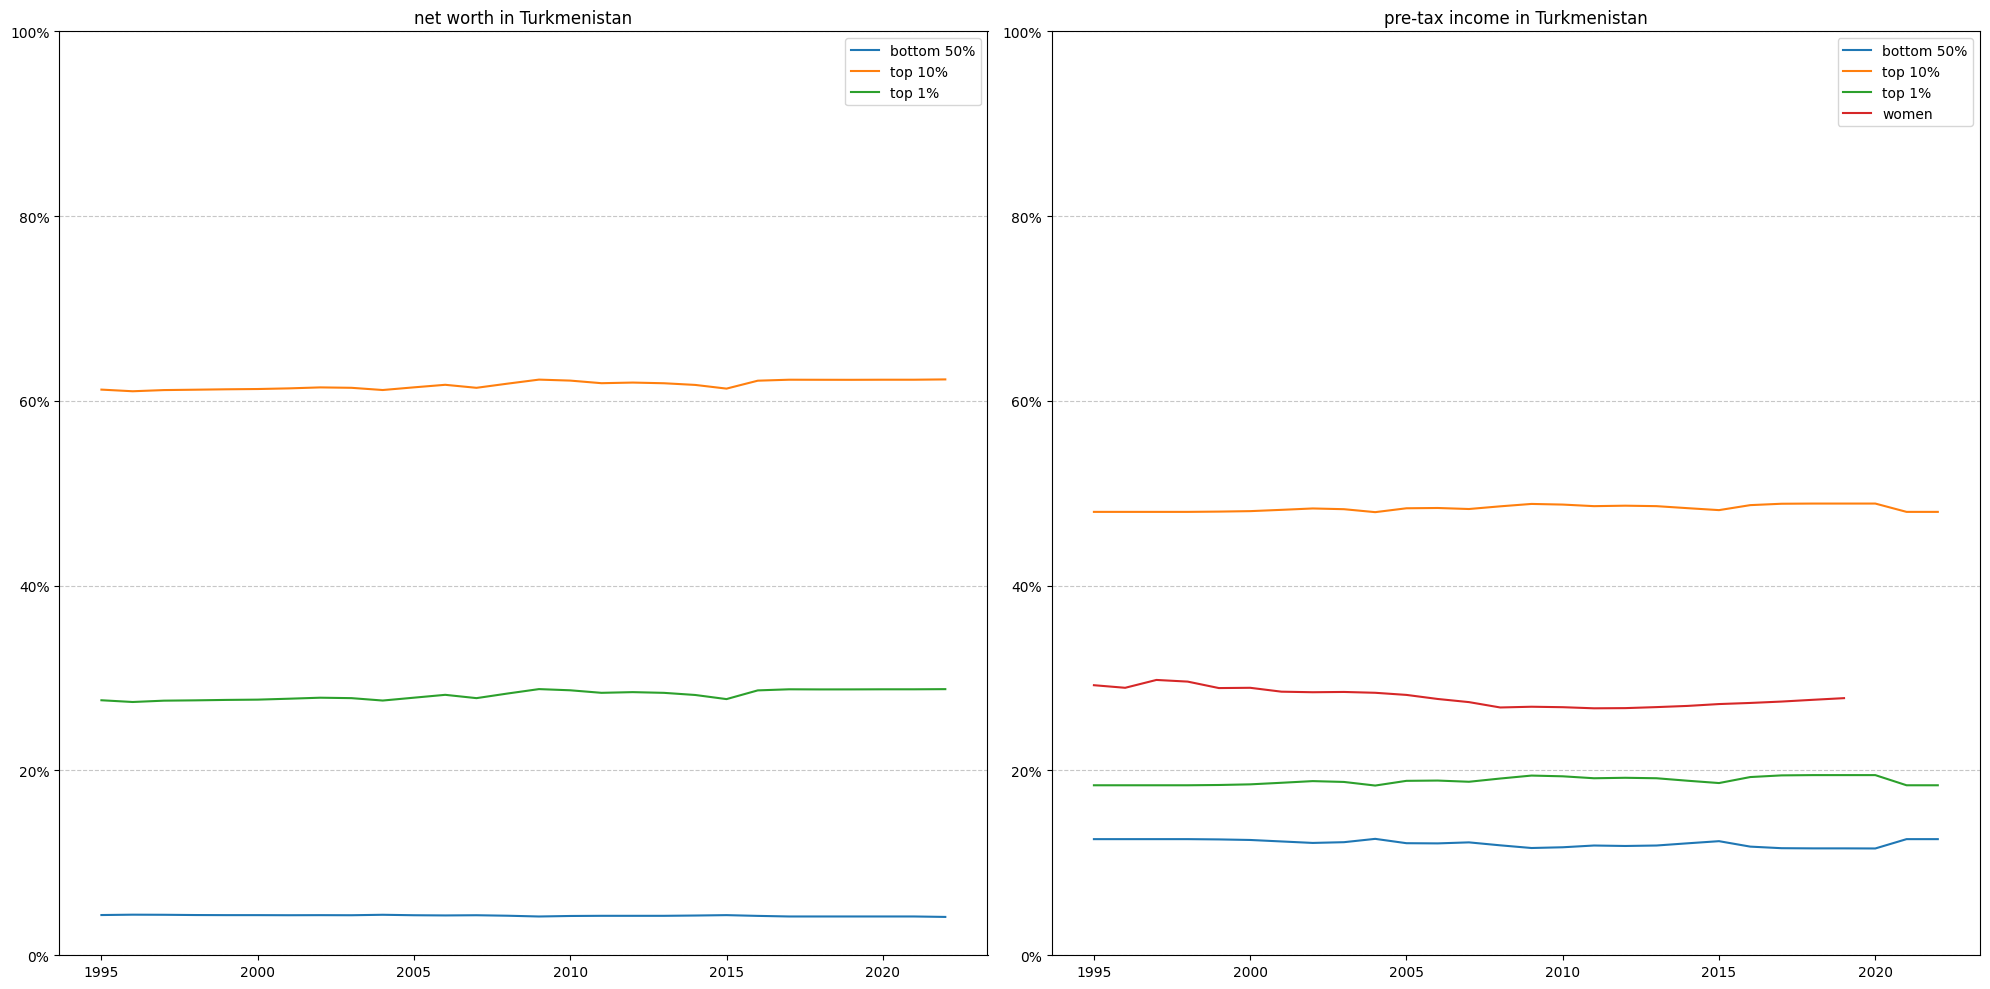 net worth in Turkmenistan
100%
80%
60%
40%
20%
0%
1995 2000 2005 2010 2015 2020
bottom 50%
top 10%
top 1%
pre-tax income in Turkmenistan
100%
80%
60%
40%
20%
0%
1995 2000 2005 2010 2015 2020
bottom 50%
top 10%
top 1%
women